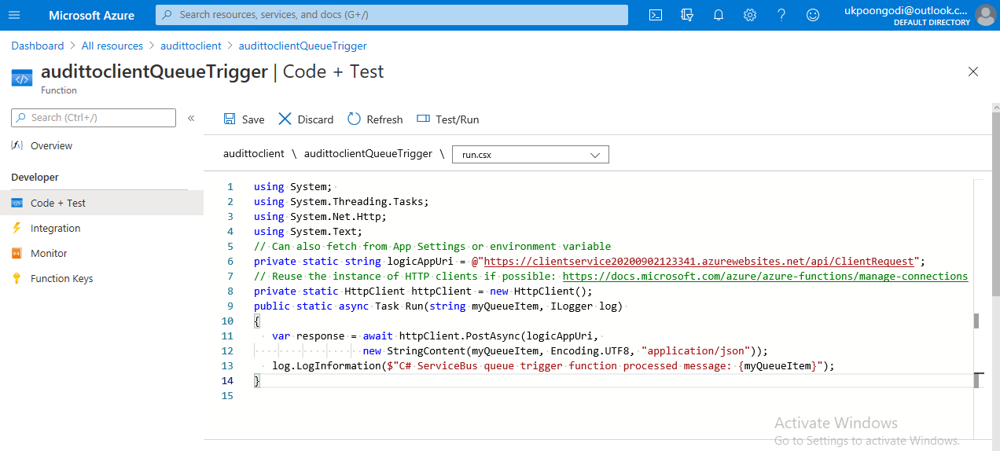 Microsoft Azure
Search resources, services, and docs (G+/)
ukpoongodi@outlook.c...
DEFAULT DIRECTORY
Dashboard > All resources > audittoclient > audittoclientQueueTrigger
audittoclientQueueTrigger | Code + Test
Function
Search (Ctrl+/)
«
Save
Discard
Refresh
Test/Run
Overview
Developer
Code + Test
Integration
Monitor
Function Keys
audittoclient \ audittoclientQueueTrigger \ run.csx
1 using System;
2 using System.Threading.Tasks;
3 using System.Net.Http;
4 using System.Text;
5 // Can also fetch from App Settings or environment variable
6 private static string logicAppUri = @"https://clientservice20200902123341.azurewebsites.net/api/ClientRequest";
7 // Reuse the instance of HTTP clients if possible: https://docs.microsoft.com/azure/azure-functions/manage-connections
8 private static HttpClient httpClient = new HttpClient();
9 public static async Task Run(string myQueueItem, ILogger log)
10 {
11 var response = await httpClient.PostAsync(logicAppUri,
12 new StringContent(myQueueItem, Encoding.UTF8, "application/json"));
13 log.LogInformation($"C# ServiceBus queue trigger function processed message: {myQueueItem}");
14 }
15
Activate Windows
Go to Settings to activate Windows.